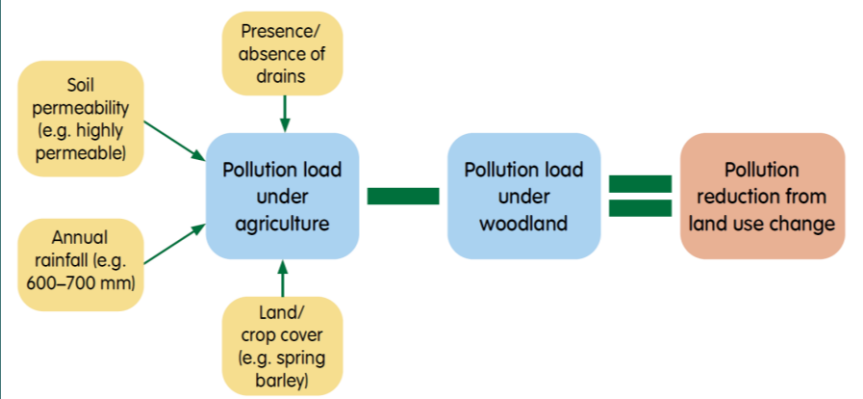 Presence/
absence of
drains
Soil
permeability
(e.g. highly
permeable)
Pollution load
under
agriculture
Pollution load
under
woodland
Pollution
reduction from
land use change
Annual
rainfall (e.g.
600–700 mm)
Land/
crop cover
(e.g. spring
barley)